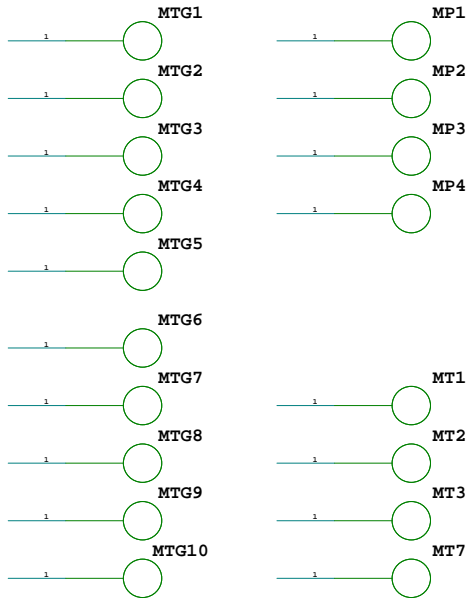 MTG1 MP1
1 1
MTG2 MP2
1 1
MTG3 MP3
1 1
MTG4 MP4
1 1
MTG5
1
MTG6
1
MTG7 MT1
1 1
MTG8 MT2
1 1
MTG9 MT3
1 1
MTG10 MT7
1 1